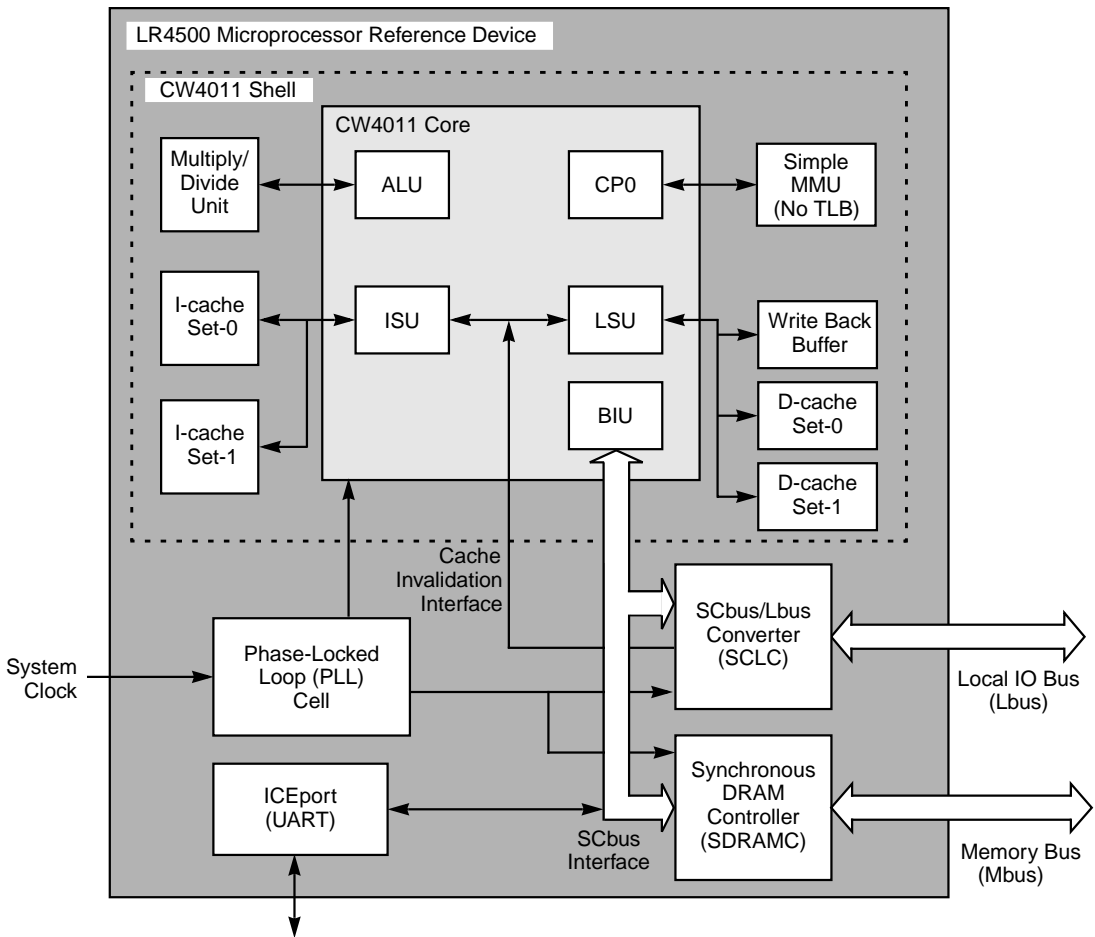 LR4500 Microprocessor Reference Device
CW4011 Shell
CW4011 Core
Multiply/
Divide
Unit
ALU
CP0
Simple
MMU
(No TLB)
I-cache
Set-0
ISU
LSU
Write Back
Buffer
I-cache
Set-1
BIU
D-cache
Set-0
D-cache
Set-1
Cache
Invalidation
Interface
SCbus/Lbus
Converter
(SCLC)
System
Clock
Phase-Locked
Loop (PLL)
Cell
Local IO Bus
(Lbus)
ICEport
(UART)
SCbus
Interface
Synchronous
DRAM
Controller
(SDRAMC)
Memory Bus
(Mbus)